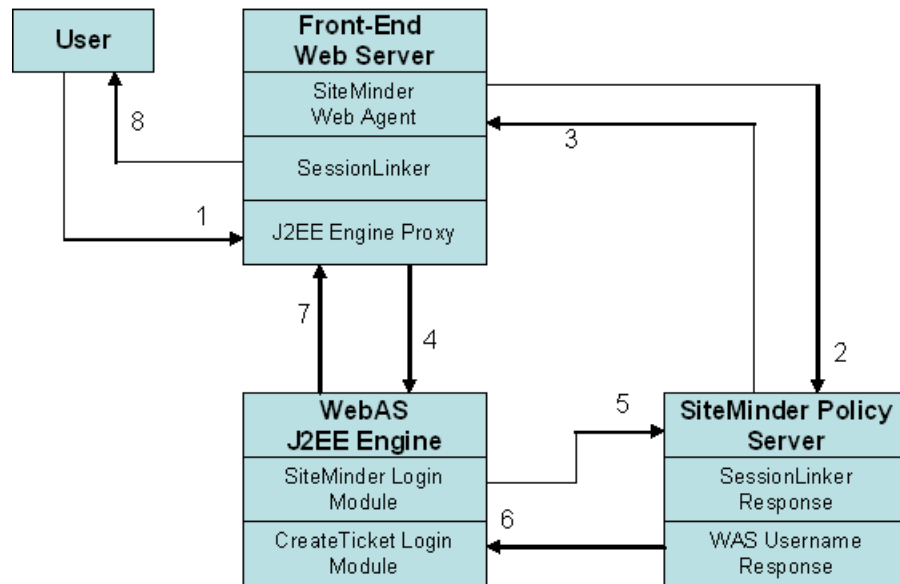 User
8
1
Front-End
Web Server
SiteMinder
Web Agent
SessionLinker
J2EE Engine Proxy
3
2
7
4
WebAS
J2EE Engine
SiteMinder Login
Module
CreateTicket Login
Module
5
6
SiteMinder Policy
Server
SessionLinker
Response
WAS Username
Response